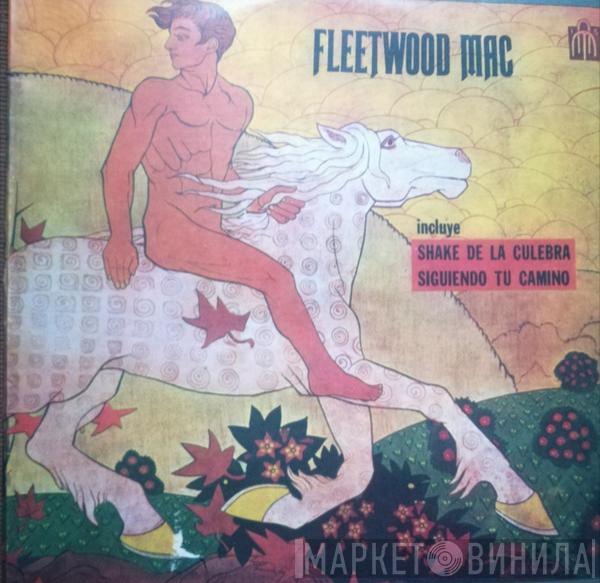 FLEETWOOD MAC
incluye
SHAKE DE LA CULEBRA
SIGUIENDO TU CAMINO
МАРКЕТ ВИНИЛА